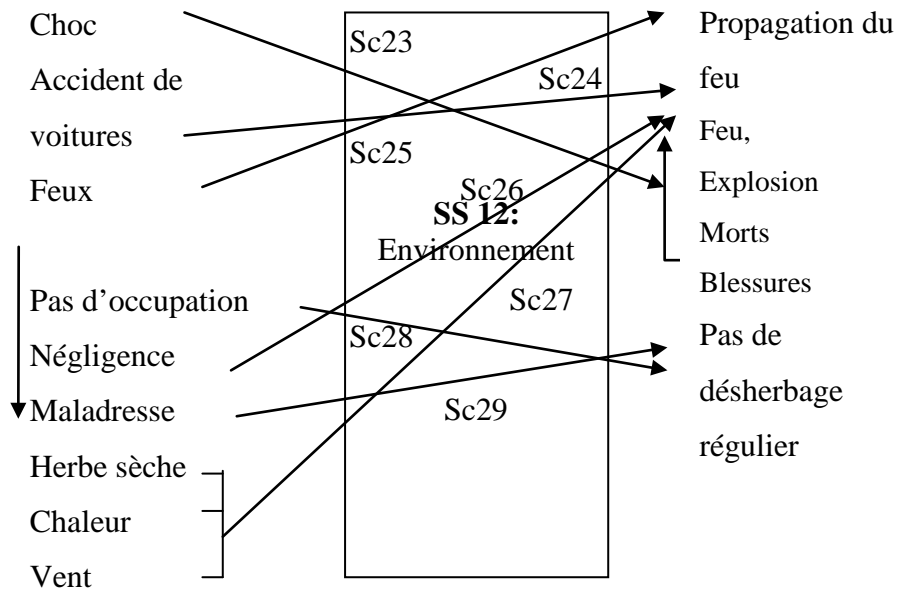 Choc
Accident de
voitures
Feux
Pas d’occupation
Négligence
Maladresse
Herbe sèche
Chaleur
Vent
Sc23
Sc24
Sc25
Sc26
SS 12:
Environnement
Sc27
Sc28
Sc29
Propagation du
feu
Feu,
Explosion
Morts
Blessures
Pas de
désherbage
régulier